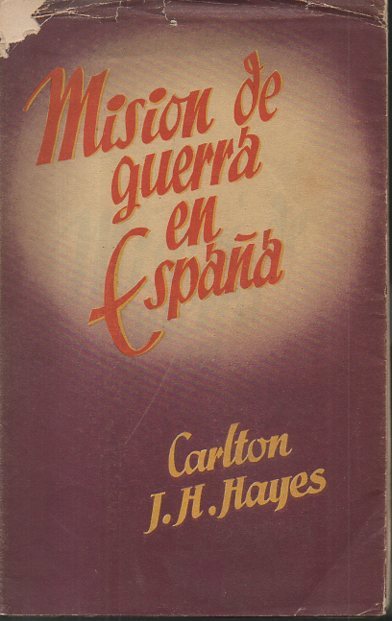 Mision de
guerra
en
España
Carlton
J. H. Hayes